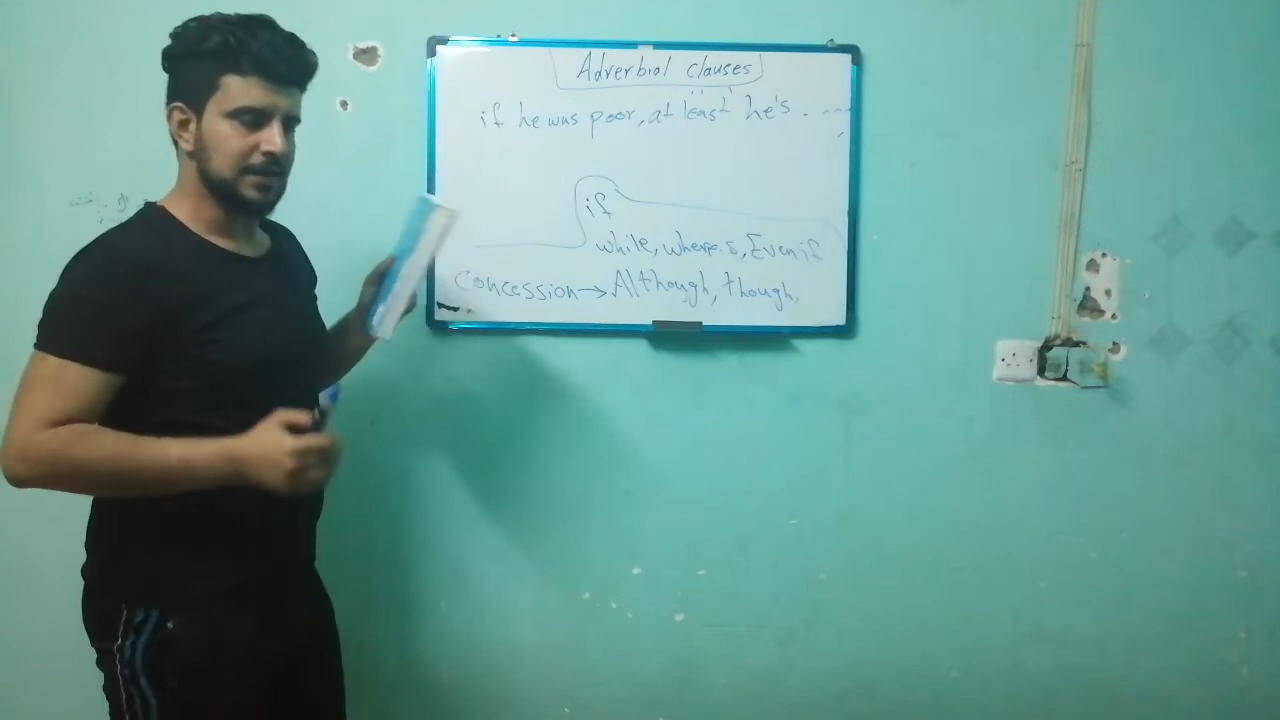 Adverbial clauses
if he was poor, at least he's . ....
if
while, whereas, Even if
Concession → Although, though,